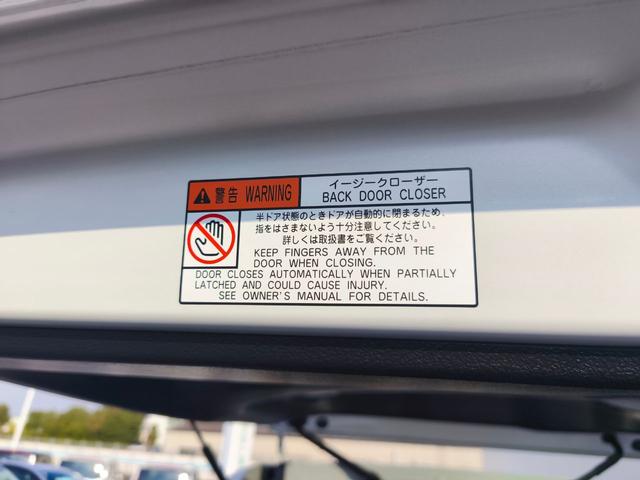 警告 WARNING
イージークローザー
BACK DOOR CLOSER
半ドア状態のときドアが自動的に閉まるため、
指をはさまないよう十分注意してください。
詳しくは取扱書をご覧ください。
KEEP FINGERS AWAY FROM THE
DOOR WHEN CLOSING.
DOOR CLOSES AUTOMATICALLY WHEN PARTIALLY
LATCHED AND COULD CAUSE INJURY.
SEE OWNER'S MANUAL FOR DETAILS.